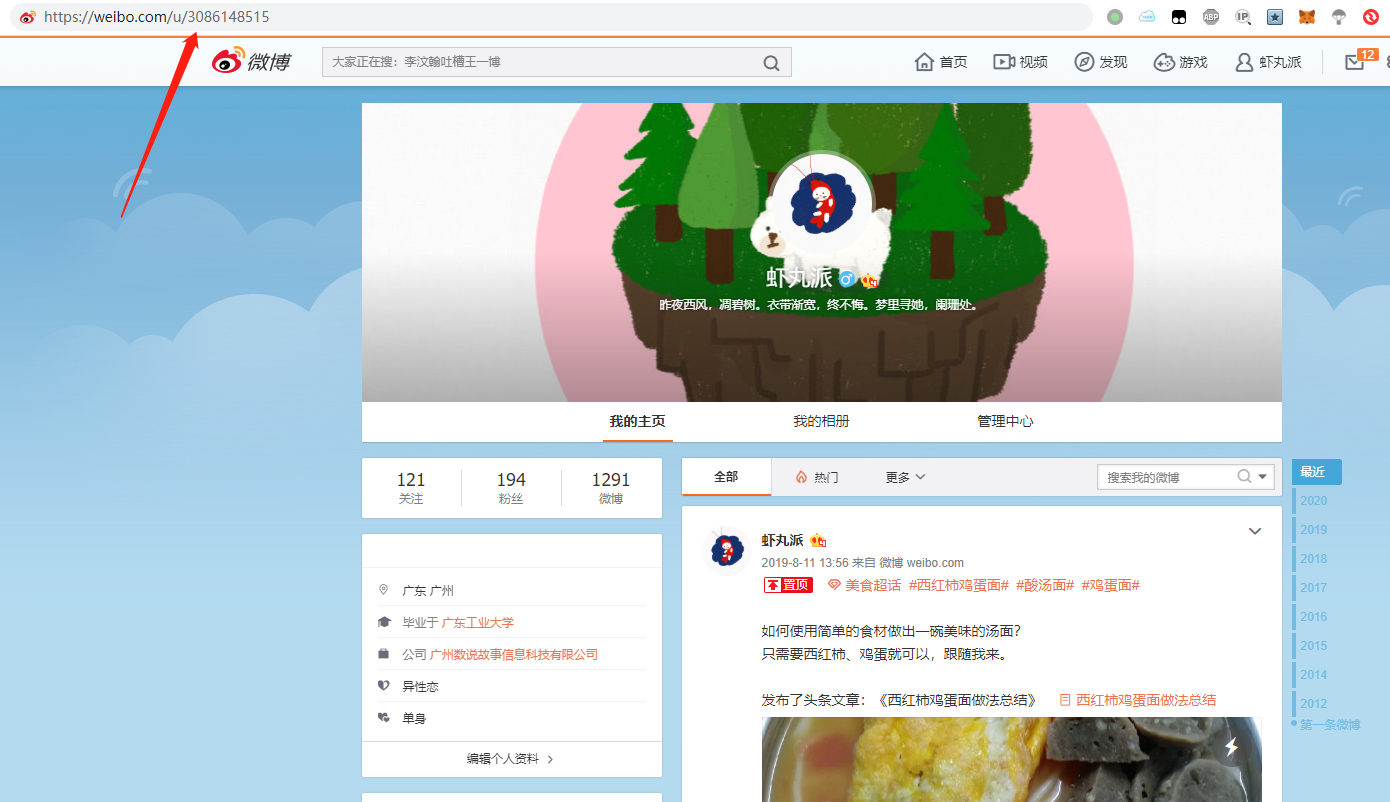 https://weibo.com/u/3086148515
ABP
IP
微博
大家正在搜：李汶翰吐槽王一博
首页
视频
发现
游戏
虾丸派
12
虾丸派
4
昨夜西风，凋碧树。衣带渐宽，终不悔。梦里寻她，阑珊处。
我的主页
我的相册
管理中心
121
关注
194
粉丝
1291
微博
广东 广州
毕业于 广东工业大学
公司 广州数说故事信息科技有限公司
异性恋
单身
编辑个人资料
全部
热门
更多
搜索我的微博
虾丸派
4
2019-8-11 13:56 来自 微博 weibo.com
置顶 美食超话 #西红柿鸡蛋面# #酸汤面# #鸡蛋面#
如何使用简单的食材做出一碗美味的汤面？
只需要西红柿、鸡蛋就可以，跟随我来。
发布了头条文章：《西红柿鸡蛋面做法总结》 西红柿鸡蛋面做法总结
最近
2020
2019
2018
2017
2016
2015
2014
2012
第一条微博